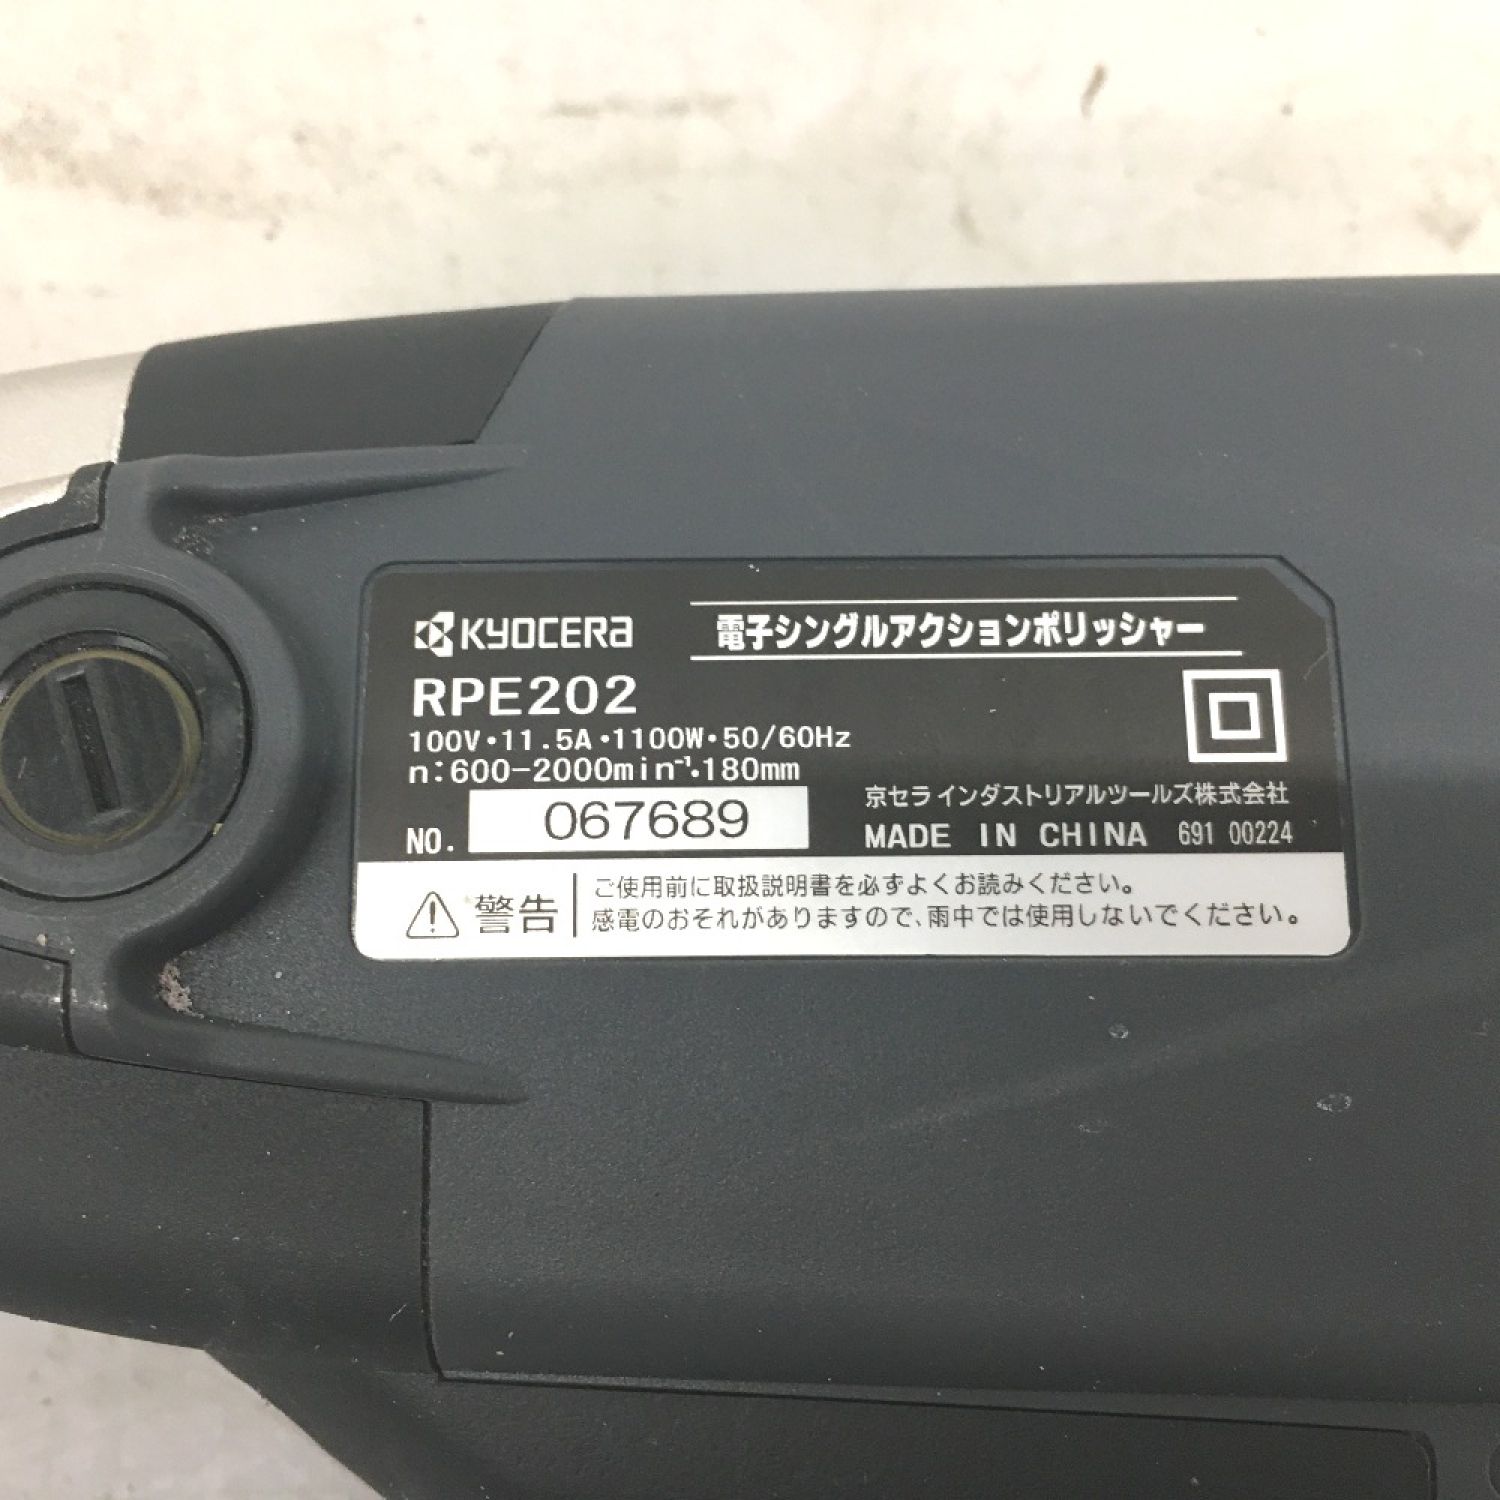 KYOCERA 電子シングルアクションポリッシャー
RPE202
100V・11.5A・1100W・50/60Hz
n:600-2000min⁻¹・180mm
NO. 067689
京セラインダストリアルツールズ株式会社
MADE IN CHINA 691 00224
警告
ご使用前に取扱説明書を必ずよくお読みください。
感電のおそれがありますので、雨中では使用しないでください。